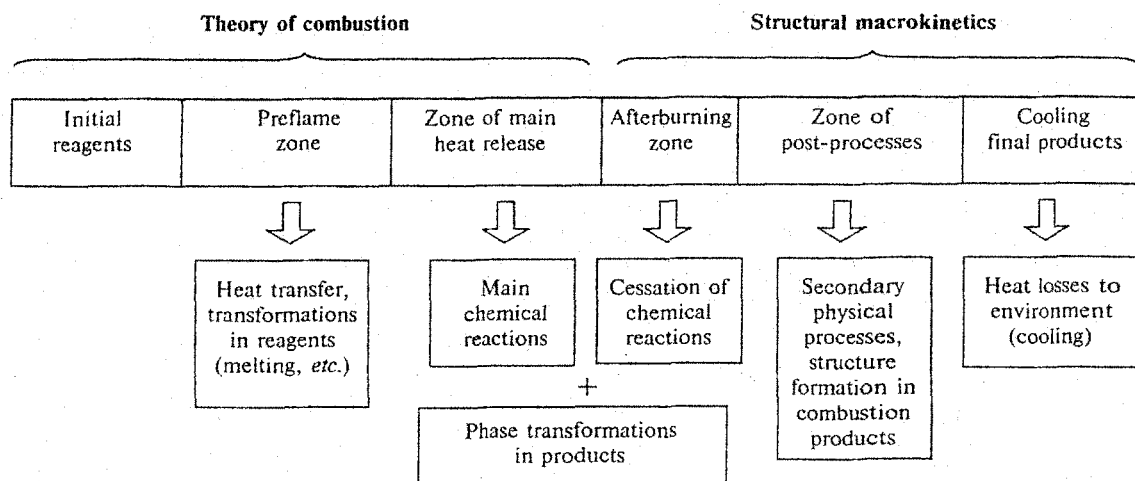 Theory of combustion
Structural macrokinetics
Initial
reagents
Preflame
zone
Zone of main
heat release
Afterburning
zone
Zone of
post-processes
Cooling
final products
Heat transfer,
transformations
in reagents
(melting, etc.)
Main
chemical
reactions
Cessation of
chemical
reactions
+
Phase transformations
in products
Secondary
physical
processes,
structure
formation in
combustion
products
Heat losses to
environment
(cooling)